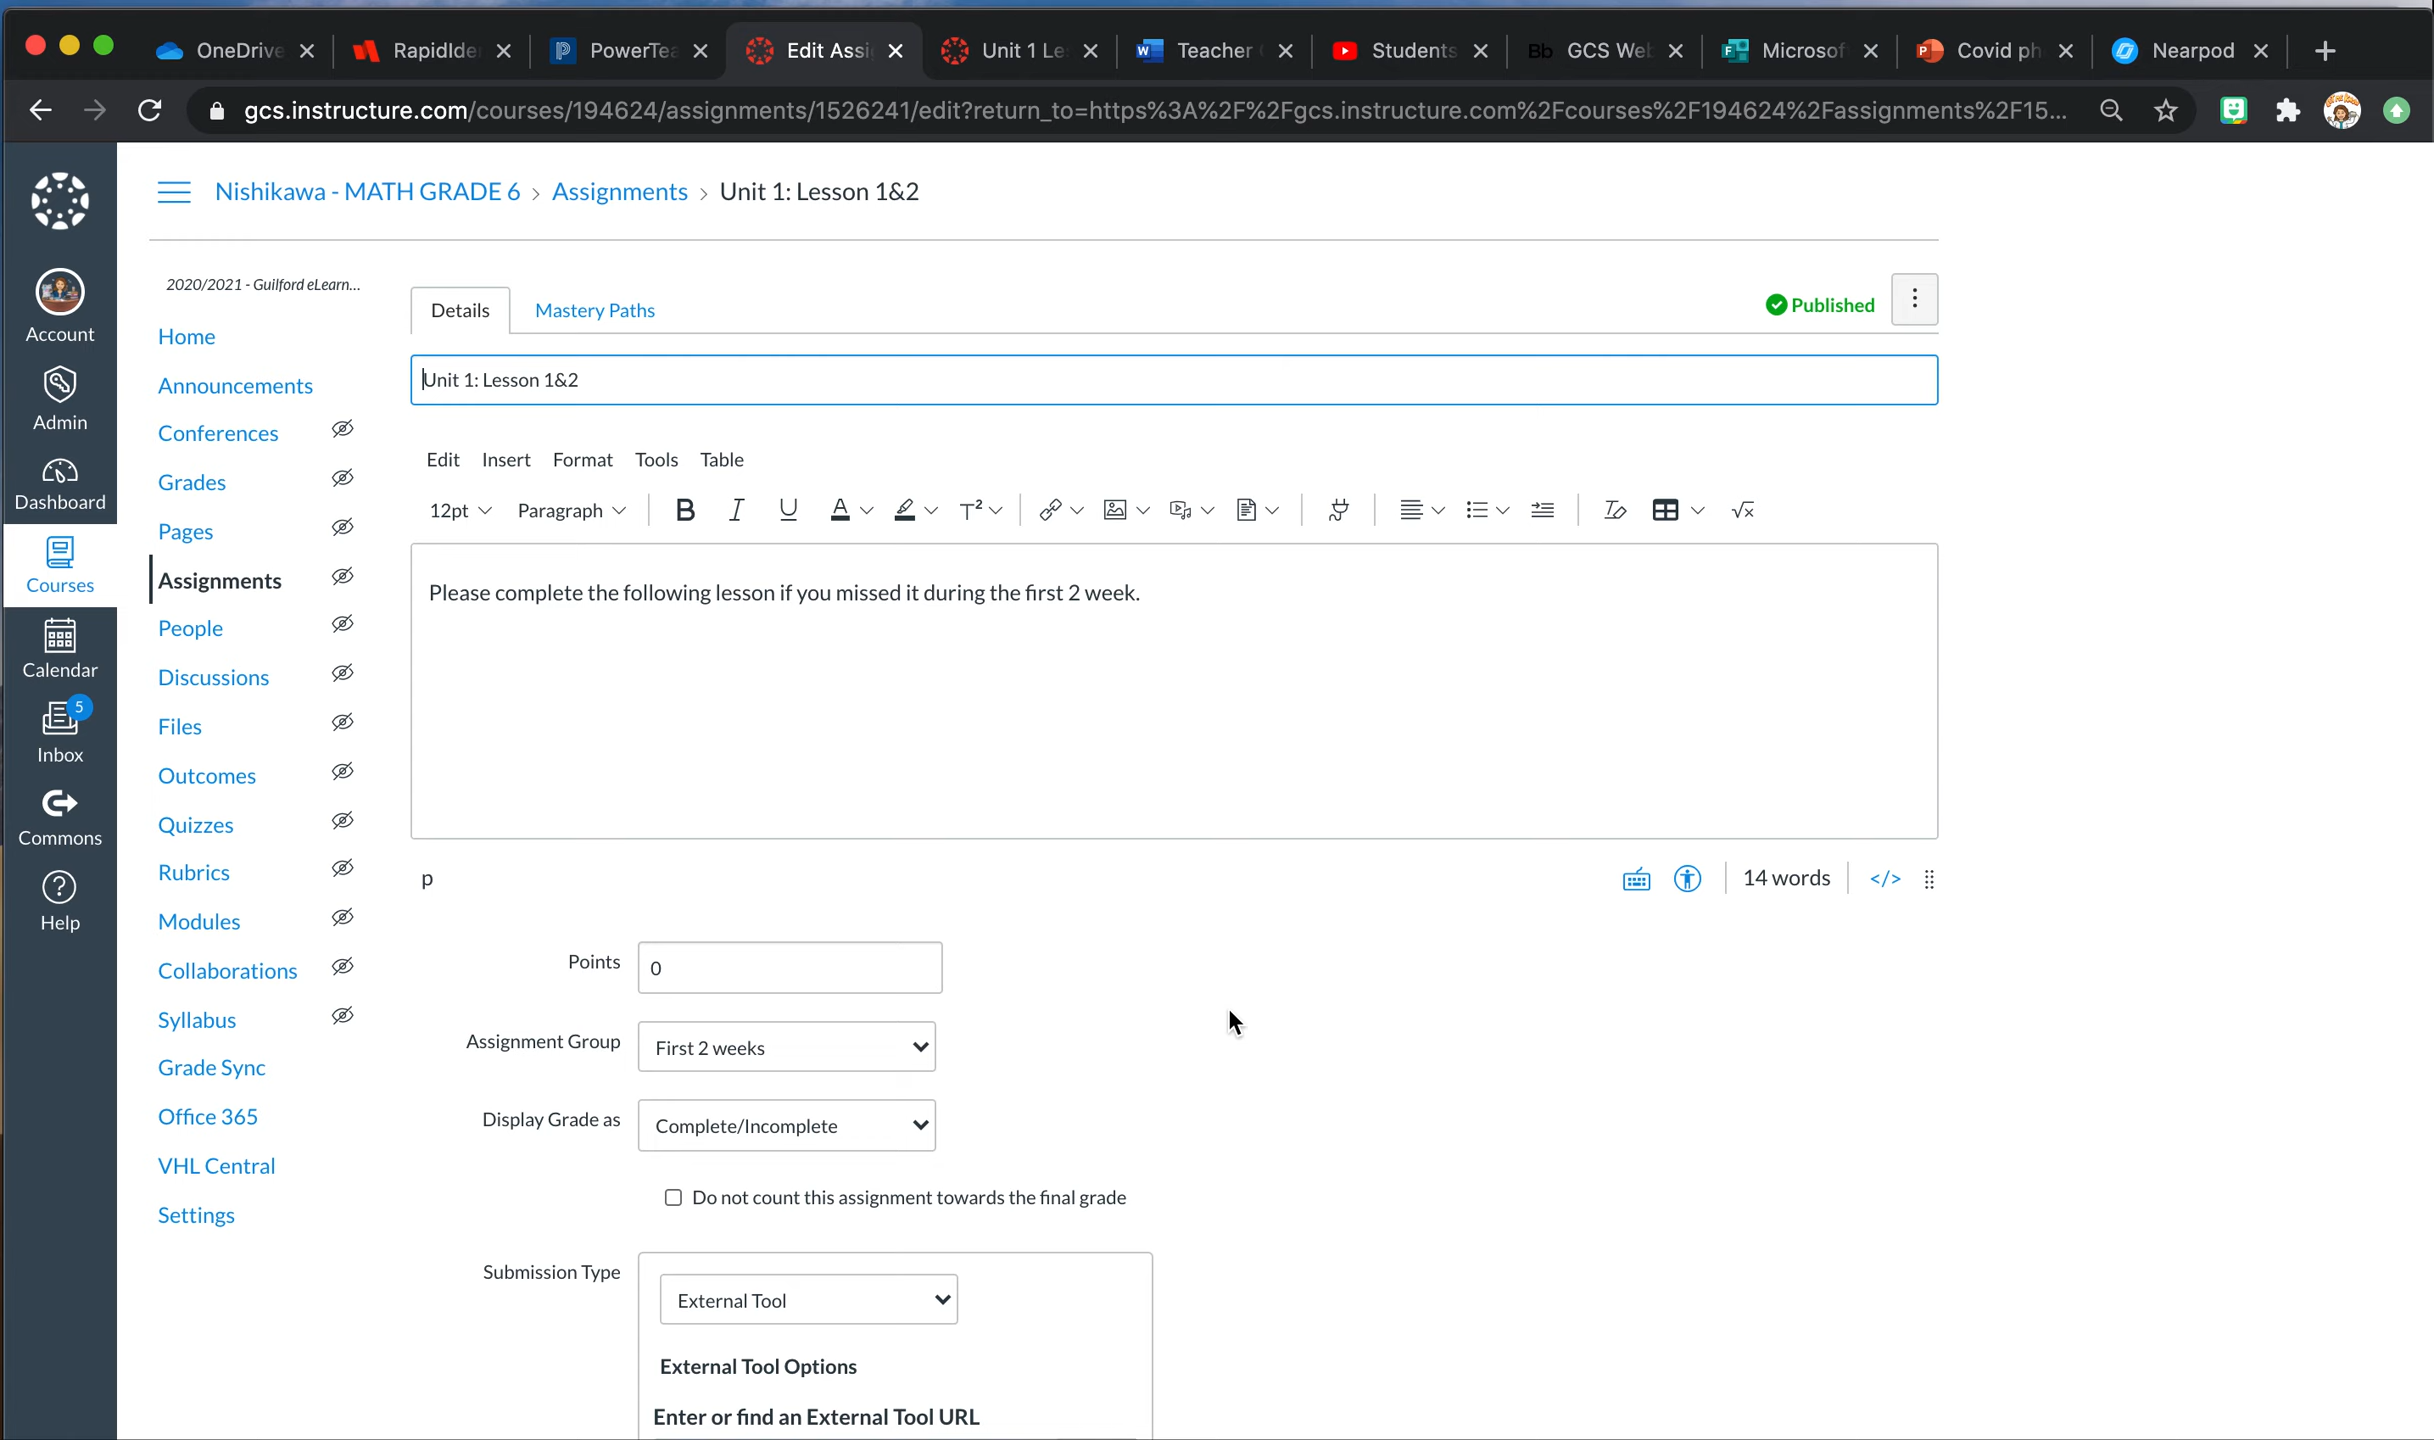 OneDrive
RapidIde
PowerTea
Edit Assi
Unit 1 Le
Teacher
Students
Bb GCS Web
Microsof
Covid ph
Nearpod
gcs.instructure.com/courses/194624/assignments/1526241/edit?return_to=https%3A%2F%2Fgcs.instructure.com%2Fcourses%2F194624%2Fassignments%2F15...
Nishikawa - MATH GRADE 6 › Assignments › Unit 1: Lesson 1&2
Account
Admin
Dashboard
Courses
Calendar
5
Inbox
Commons
Help
2020/2021 - Guilford eLearn...
Home
Announcements
Conferences
Grades
Pages
Assignments
People
Discussions
Files
Outcomes
Quizzes
Rubrics
Modules
Collaborations
Syllabus
Grade Sync
Office 365
VHL Central
Settings
Details Mastery Paths
Published
Unit 1: Lesson 1&2
Edit Insert Format Tools Table
12pt Paragraph
Please complete the following lesson if you missed it during the first 2 week.
p
14 words </>
Points 0
Assignment Group First 2 weeks
Display Grade as Complete/Incomplete
Do not count this assignment towards the final grade
Submission Type
External Tool
External Tool Options
Enter or find an External Tool URL